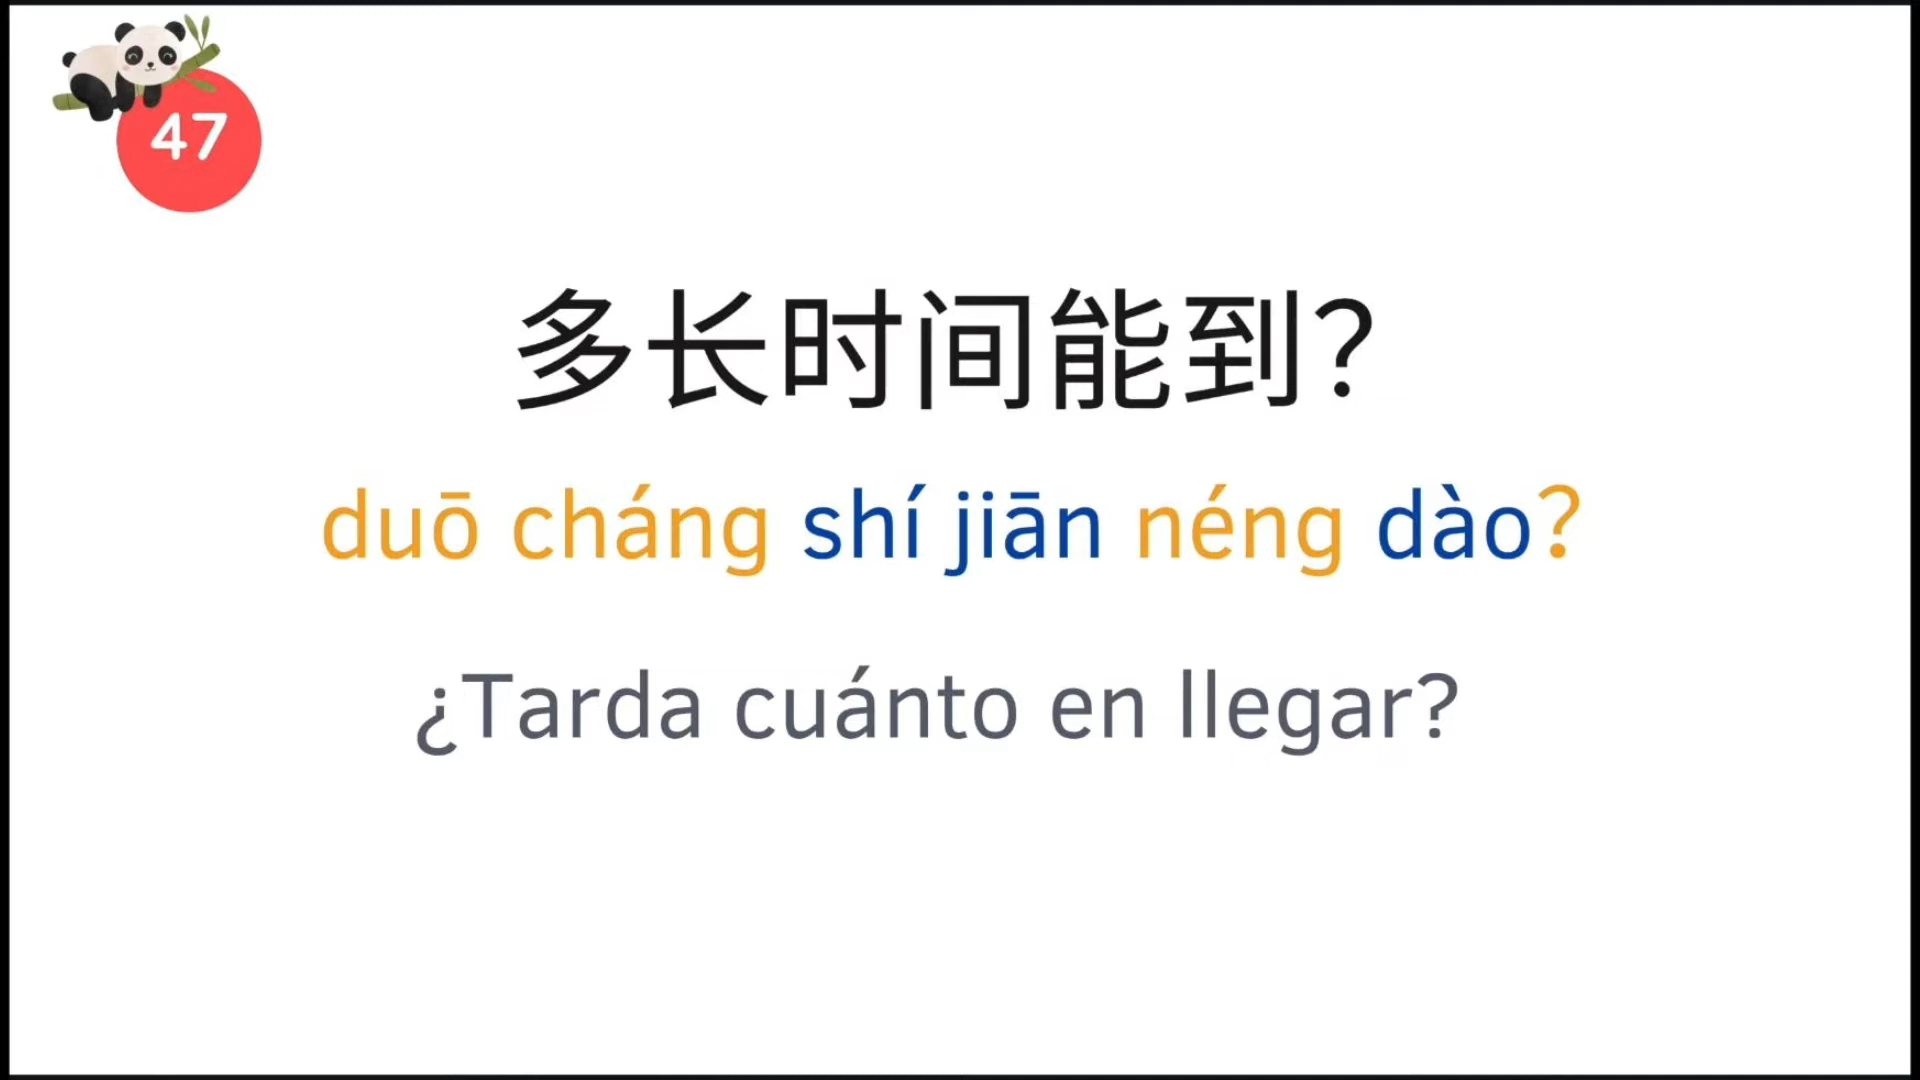 47
多长时间能到?
duō cháng shí jiān néng dào?
¿Tarda cuánto en llegar?